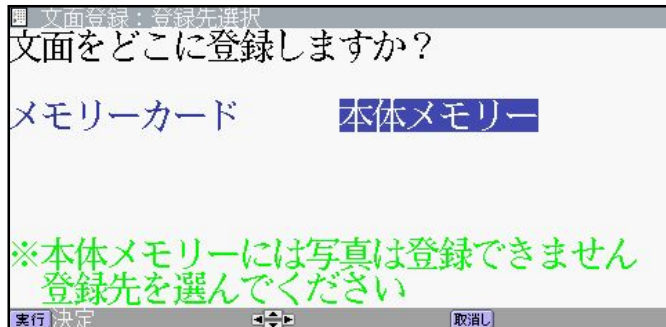 文面登録：登録先選択
文面をどこに登録しますか？
メモリーカード 本体メモリー
※本体メモリーには写真は登録できません
登録先を選んでください
実行 決定 取消し